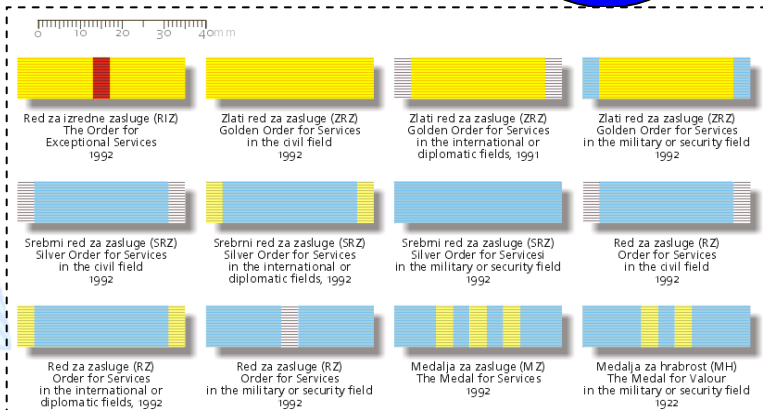 0 10 20 30 40mm
Red za izredne zasluge (RIZ)
The Order for
Exceptional Services
1992
Zlati red za zasluge (ZRZ)
Golden Order for Services
in the civil field
1992
Zlati red za zasluge (ZRZ)
Golden Order for Services
in the international or
diplomatic fields, 1991
Zlati red za zasluge (ZRZ)
Golden Order for Services
in the military or security field
1992
Srebrni red za zasluge (SRZ)
Silver Order for Services
in the civil field
1992
Srebrni red za zasluge (SRZ)
Silver Order for Services
in the international or
diplomatic fields, 1992
Srebrni red za zasluge (SRZ)
Silver Order for Servicesi
in the military or security field
1992
Red za zasluge (RZ)
Order for Services
in the civil field
1992
Red za zasluge (RZ)
Order for Services
in the international or
diplomatic fields, 1992
Red za zasluge (RZ)
Order for Services
in the military or security field
1992
Medalja za zasluge (MZ)
The Medal for Services
1992
Medalja za hrabrost (MH)
The Medal for Valour
in the military or security field
1922